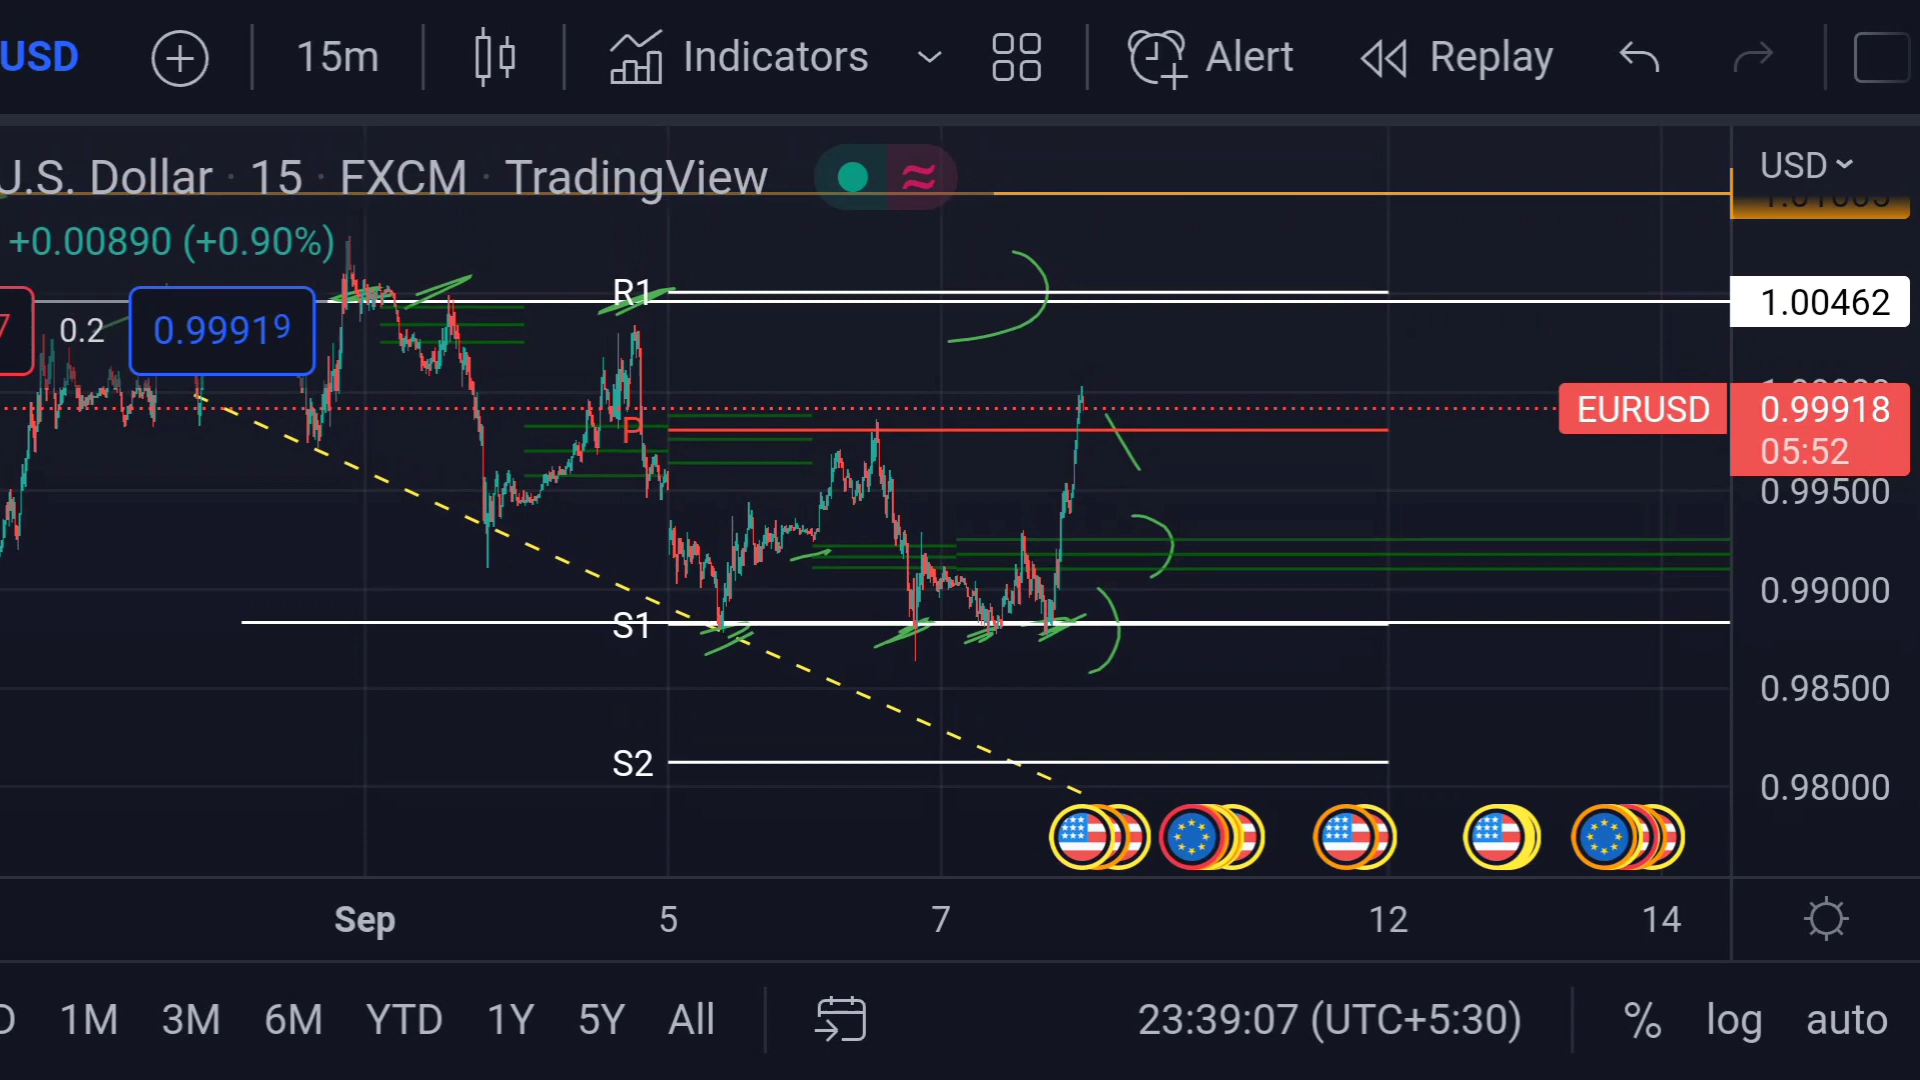 USD 15m Indicators Alert Replay
U.S. Dollar · 15 · FXCM · TradingView
USD
+0.00890 (+0.90%)
R1
1.00462
7 0.2 0.99919
EURUSD 0.99918
05:52
P
0.99500
0.99000
S1
0.98500
S2
0.98000
Sep 5 7 12 14
1M 3M 6M YTD 1Y 5Y All 23:39:07 (UTC+5:30) % log auto